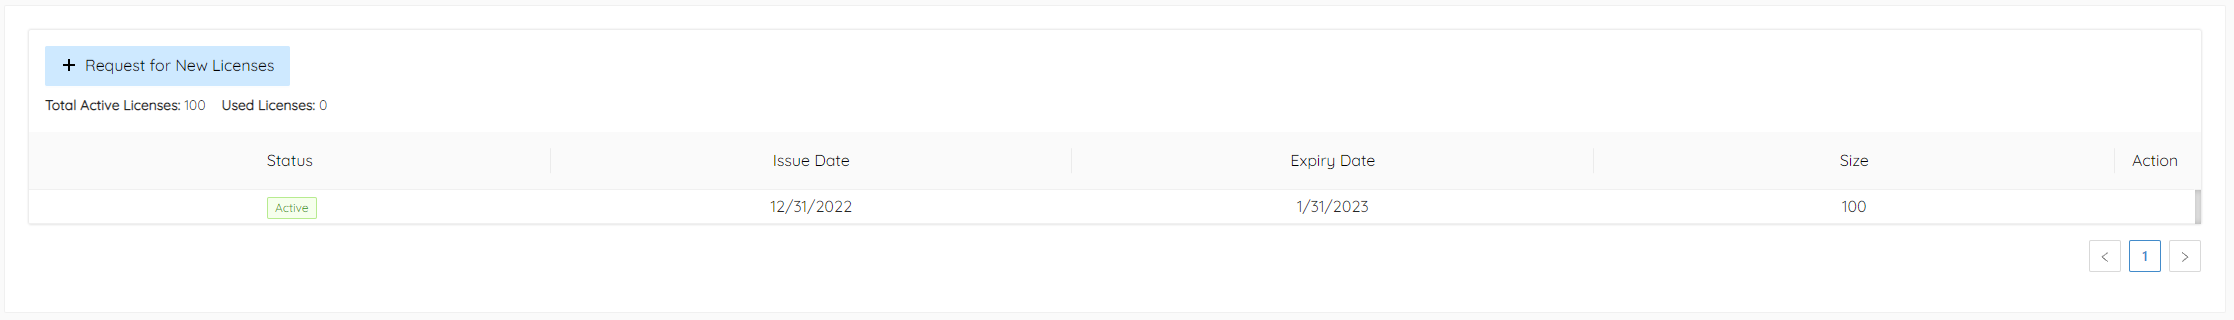 + Request for New Licenses
Total Active Licenses: 100 Used Licenses: 0
Status Issue Date Expiry Date Size Action
Active 12/31/2022 1/31/2023 100
< 1 >